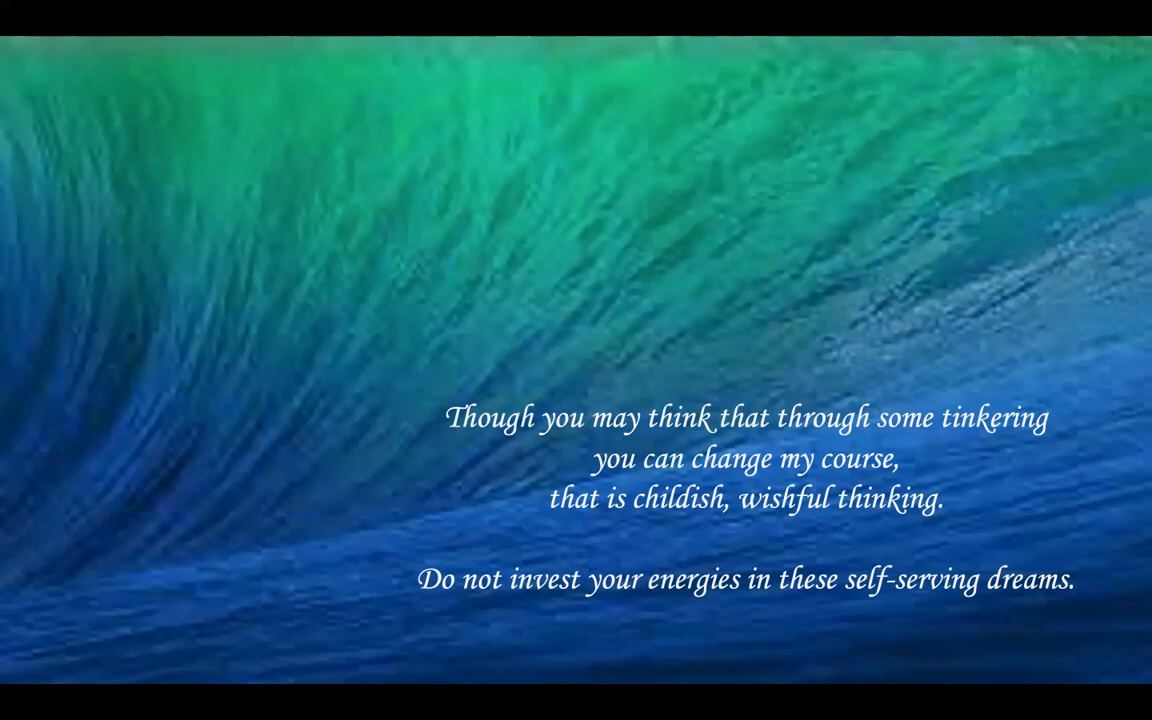 Though you may think that through some tinkering
you can change my course,
that is childish, wishful thinking.
Do not invest your energies in these self-serving dreams.